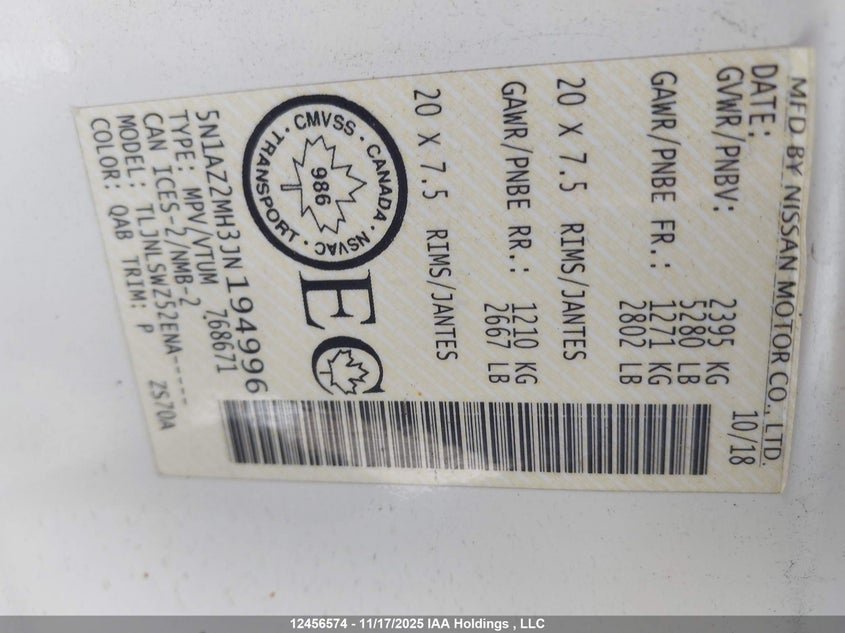 MFD BY NISSAN MOTOR CO., LTD.
DATE: 10/18
GVWR/PNBV: 2395 KG
5280 LB
GAWR/PNBE FR.: 1271 KG
2802 LB
20 X 7.5 RIMS/JANTES
GAWR/PNBE RR.: 1210 KG
2667 LB
20 X 7.5 RIMS/JANTES
CMVSS · CANADA · NSVAC · TRANSPORT ·
986
EC
5N1AZ2MH3JN194996
TYPE: MPV/VTUM 768671
CAN ICES-2/NMB-2
MODEL: TLJNLSWZ52ENA-----
COLOR: QAB TRIM: P ZS70A
12456574 - 11/17/2025 IAA Holdings , LLC